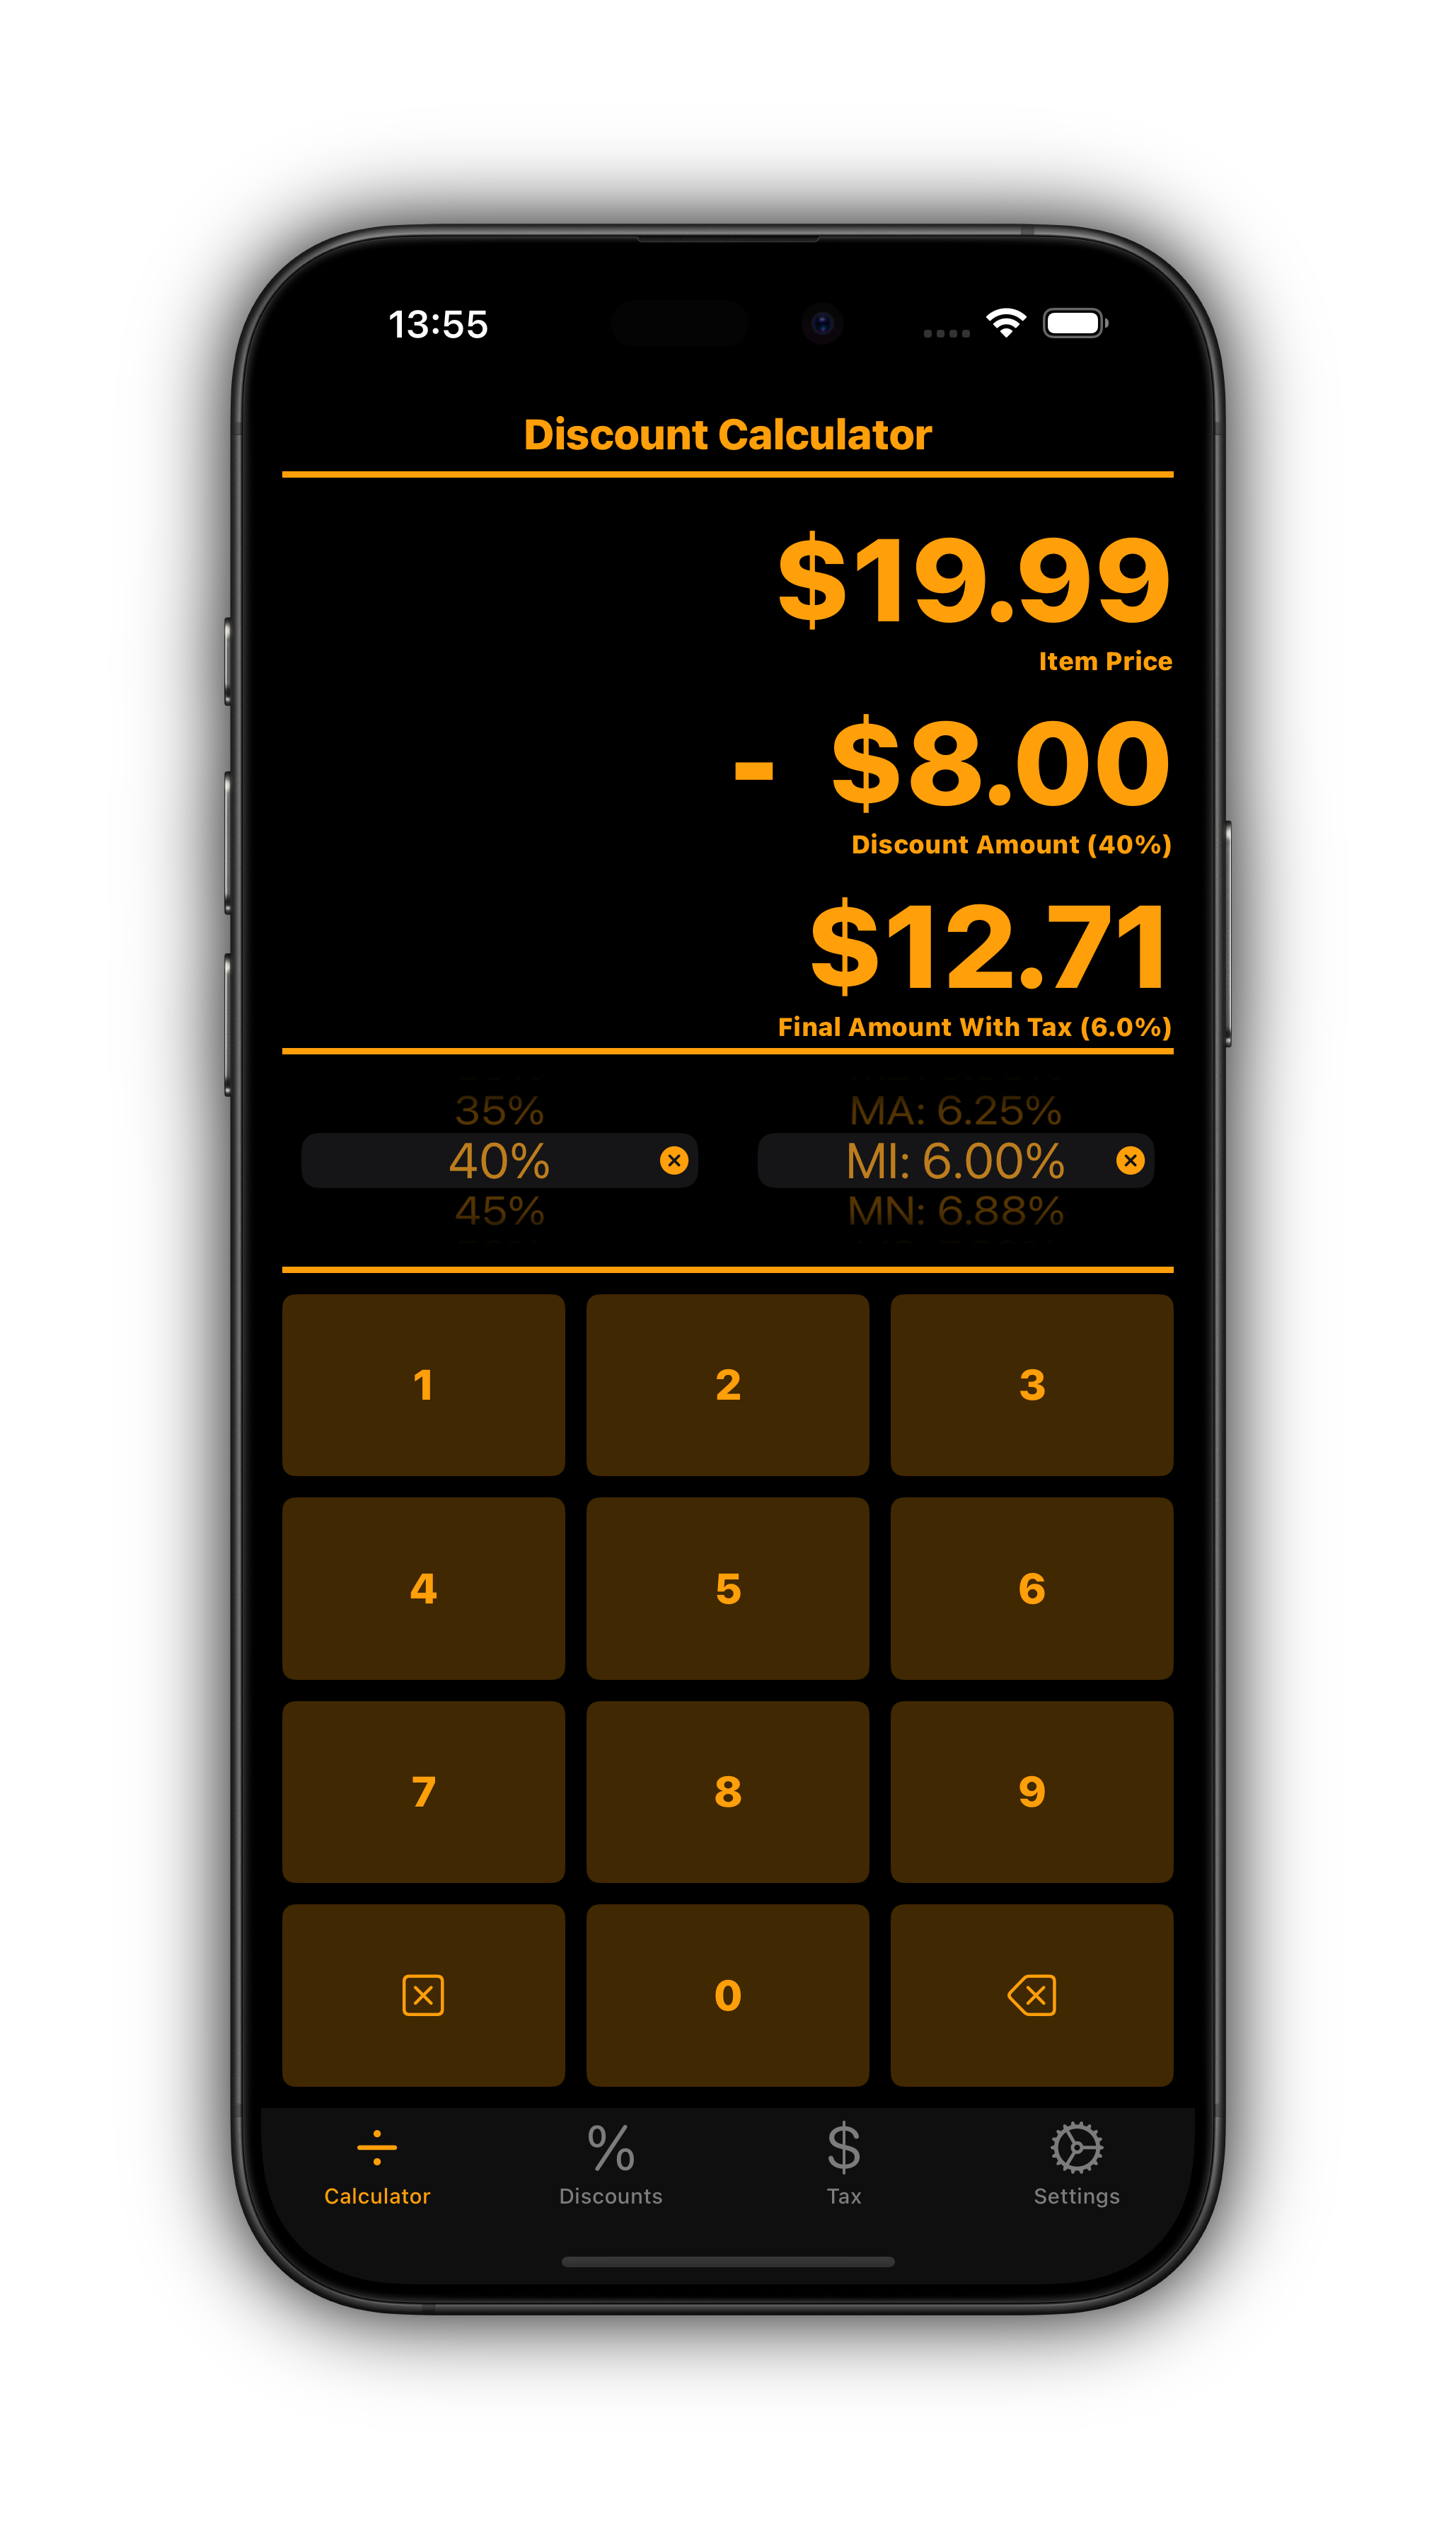 13:55
Discount Calculator
$19.99
Item Price
- $8.00
Discount Amount (40%)
$12.71
Final Amount With Tax (6.0%)
35% MA: 6.25%
40% MI: 6.00%
45% MN: 6.88%
1 2 3
4 5 6
7 8 9
0
Calculator Discounts Tax Settings